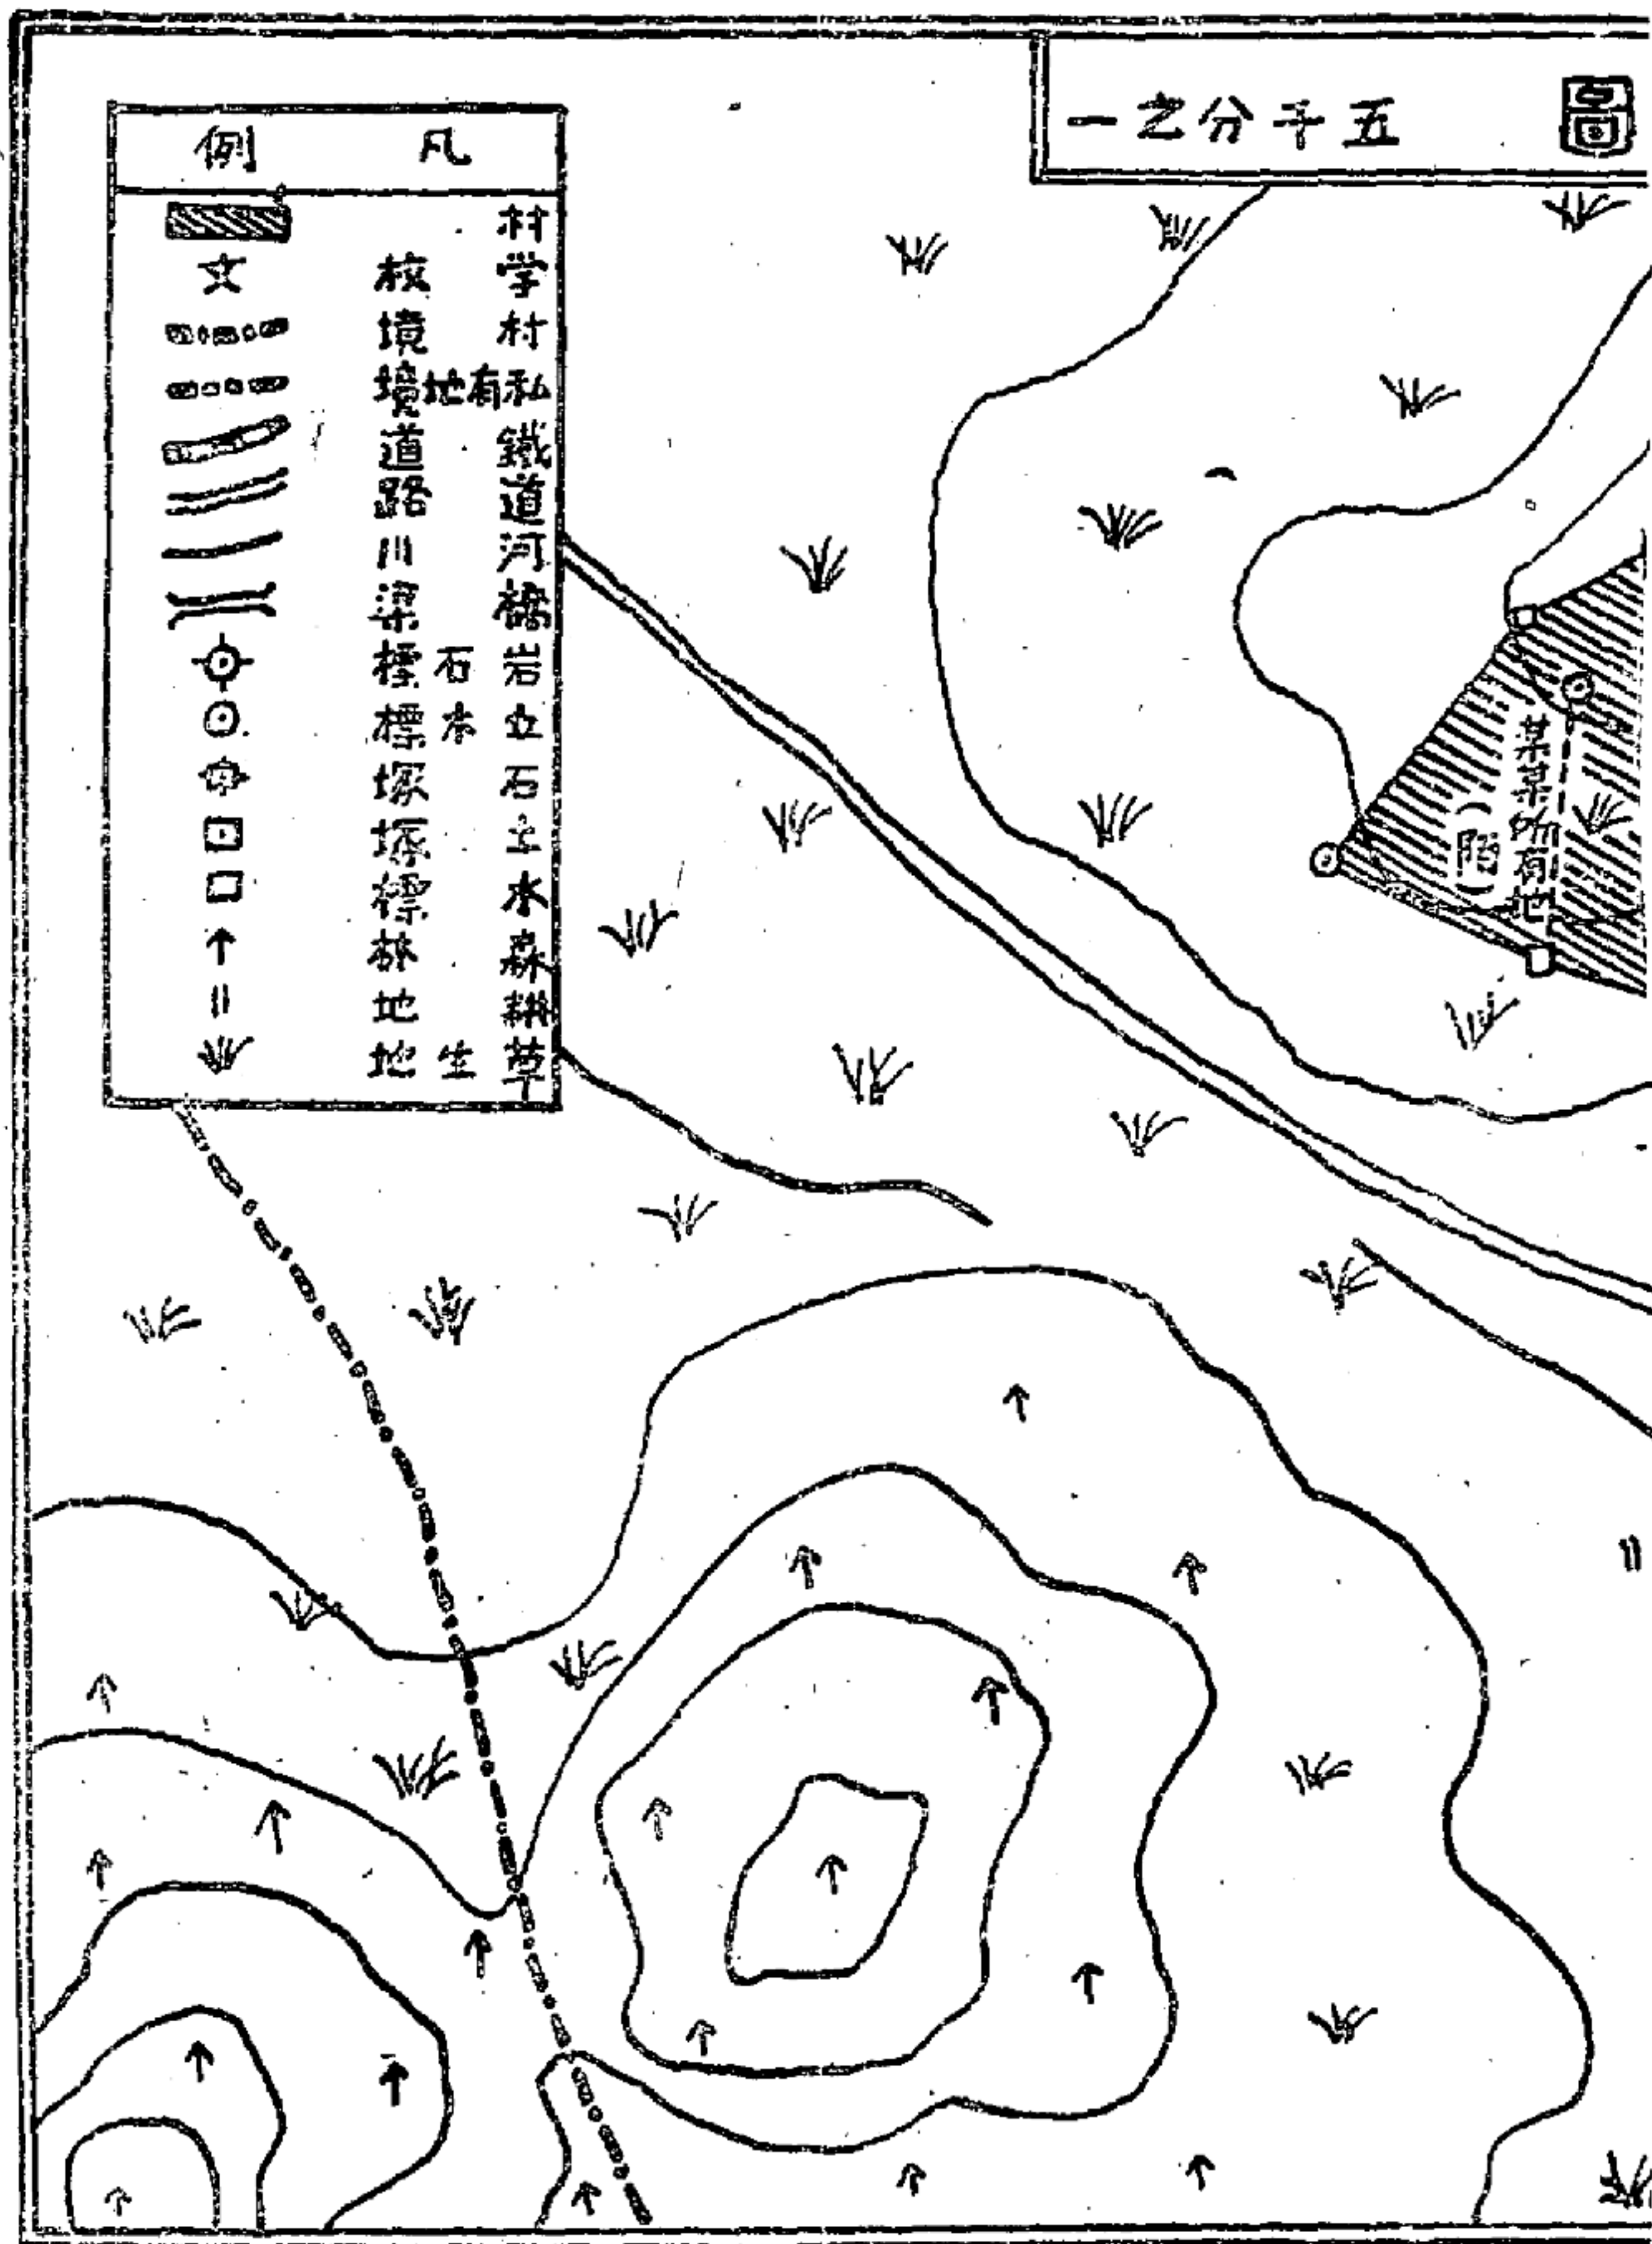 圖 五千分之一
凡例
村
学校
村境
私有地境
鐵道
道路
河川
橋梁
岩石標
立木標
石塚
土塚
水標
森林
耕地
草生地
某某所有地